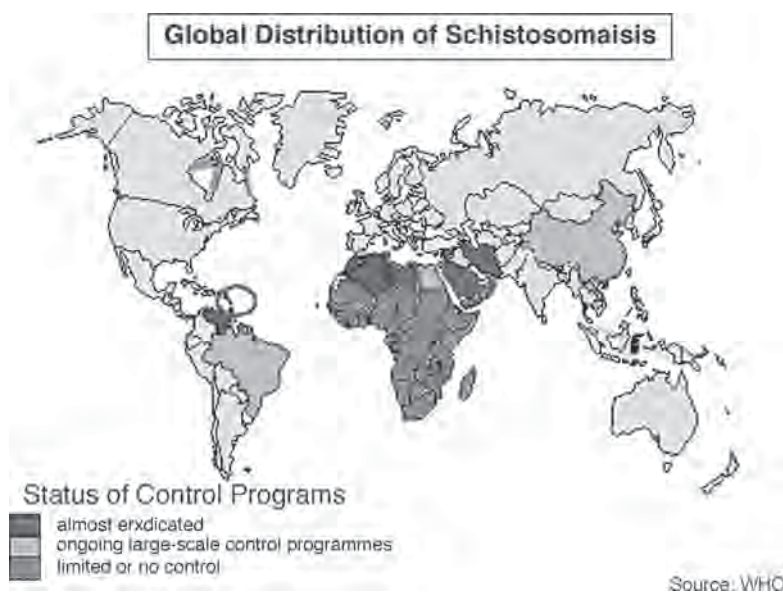 Global Distribution of Schistosomaisis
Status of Control Programs
almost erxdicated
ongoing large-scale control programmes
limited or no control
Source: WHO